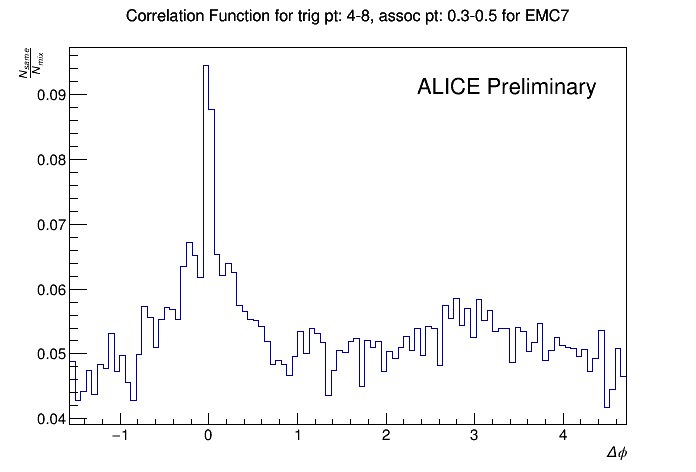 Correlation Function for trig pt: 4-8, assoc pt: 0.3-0.5 for EMC7
N_same
N_mix
ALICE Preliminary
0.09
0.08
0.07
0.06
0.05
0.04
−1 0 1 2 3 4
Δϕ